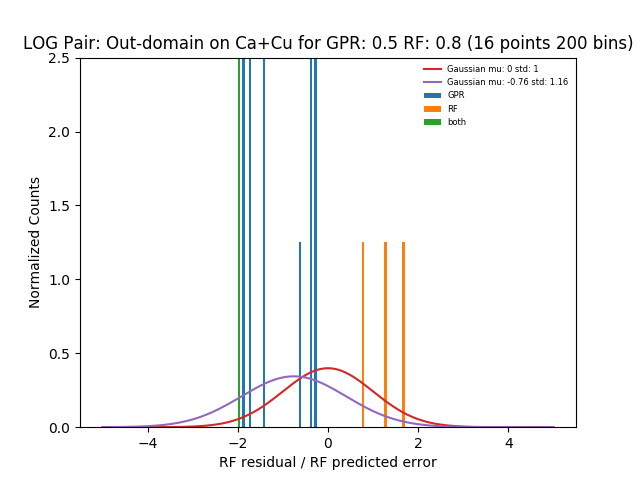 LOG Pair: Out-domain on Ca+Cu for GPR: 0.5 RF: 0.8 (16 points 200 bins)
2.5
2.0
1.5
1.0
0.5
0.0
Normalized Counts
Gaussian mu: 0 std: 1
Gaussian mu: -0.76 std: 1.16
GPR
RF
both
−4
−2
0
2
4
RF residual / RF predicted error